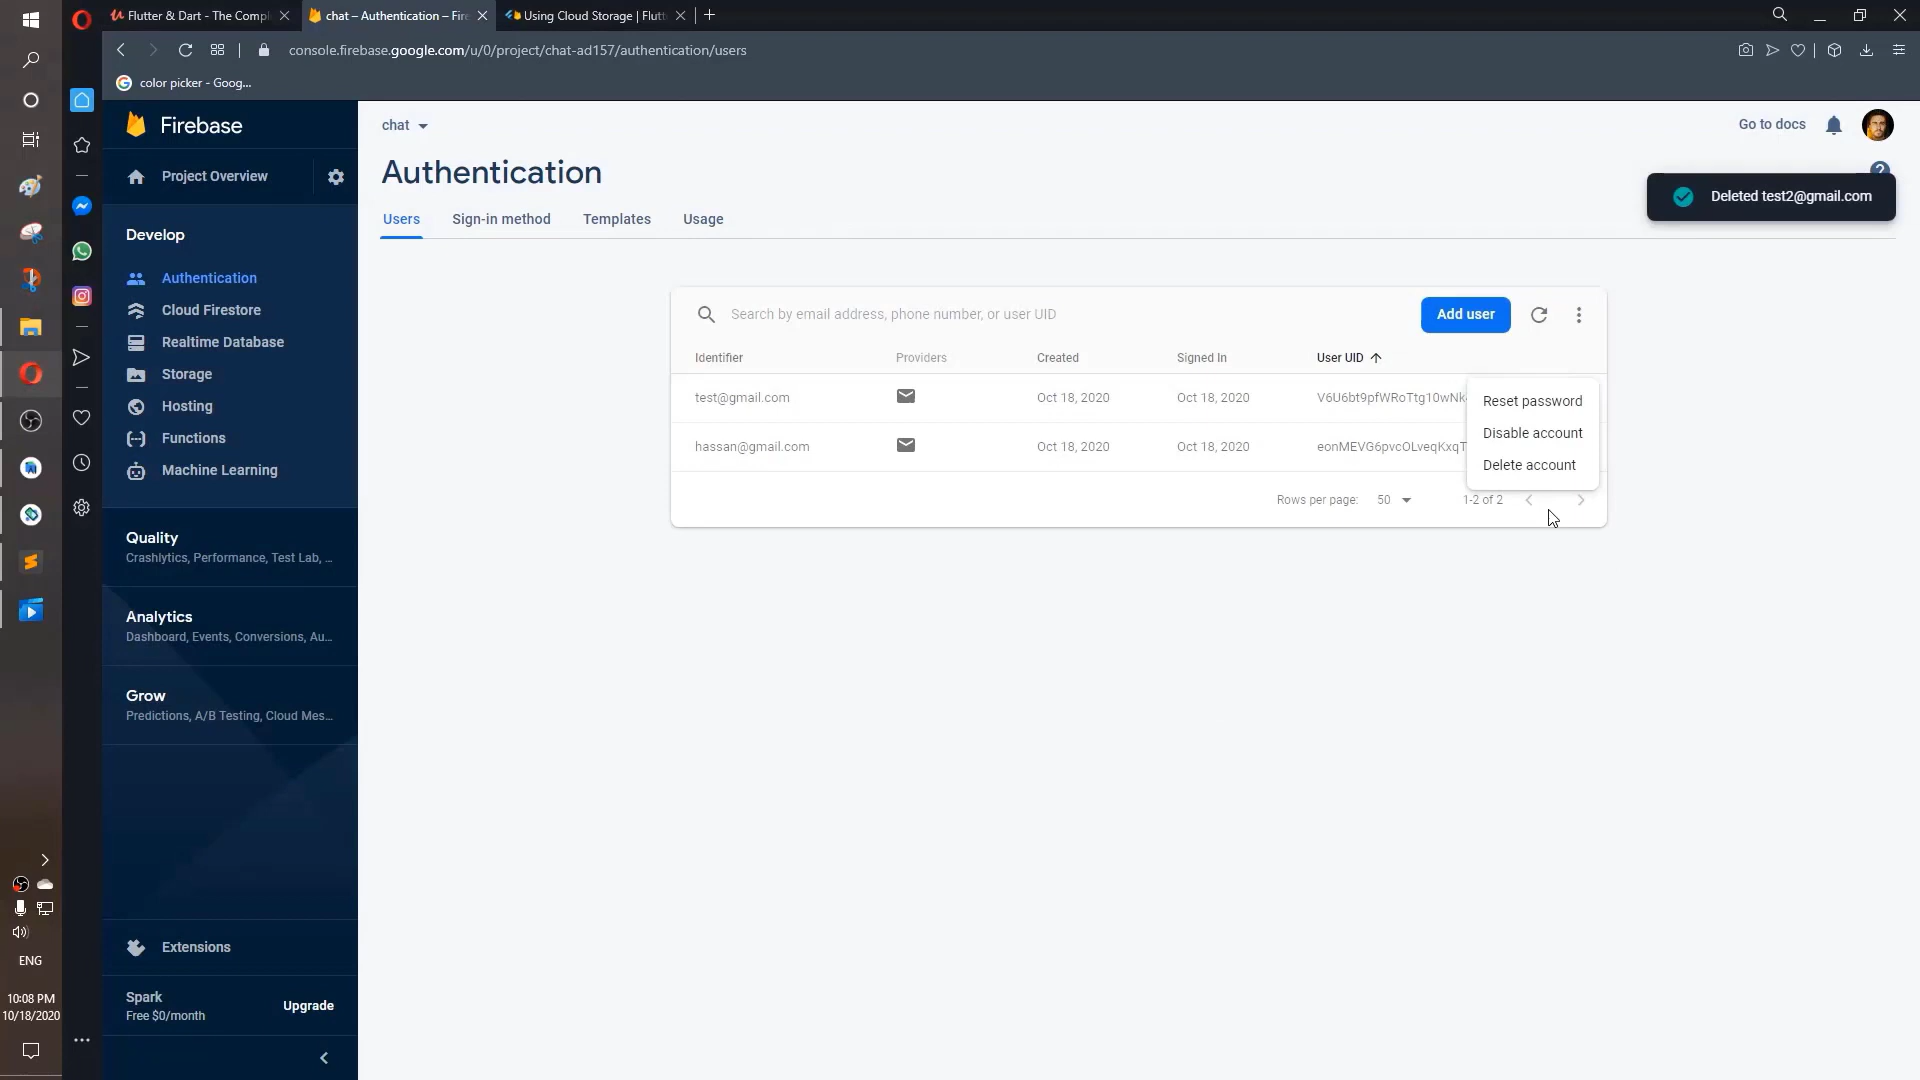 Flutter & Dart - The Compl
chat – Authentication – Fire
Using Cloud Storage | Flutt
console.firebase.google.com/u/0/project/chat-ad157/authentication/users
color picker - Goog...
Firebase
Project Overview
Develop
Authentication
Cloud Firestore
Realtime Database
Storage
Hosting
Functions
Machine Learning
Quality
Crashlytics, Performance, Test Lab, ...
Analytics
Dashboard, Events, Conversions, Au...
Grow
Predictions, A/B Testing, Cloud Mes...
Extensions
Spark
Free $0/month
Upgrade
chat
Go to docs
Authentication
Deleted test2@gmail.com
Users
Sign-in method
Templates
Usage
Search by email address, phone number, or user UID
Add user
Identifier
Providers
Created
Signed In
User UID
test@gmail.com
Oct 18, 2020
Oct 18, 2020
V6U6bt9pfWRoTtg10wNk
hassan@gmail.com
Oct 18, 2020
Oct 18, 2020
eonMEVG6pvcOLveqKxqT
Reset password
Disable account
Delete account
Rows per page:
50
1-2 of 2
ENG
10:08 PM
10/18/2020